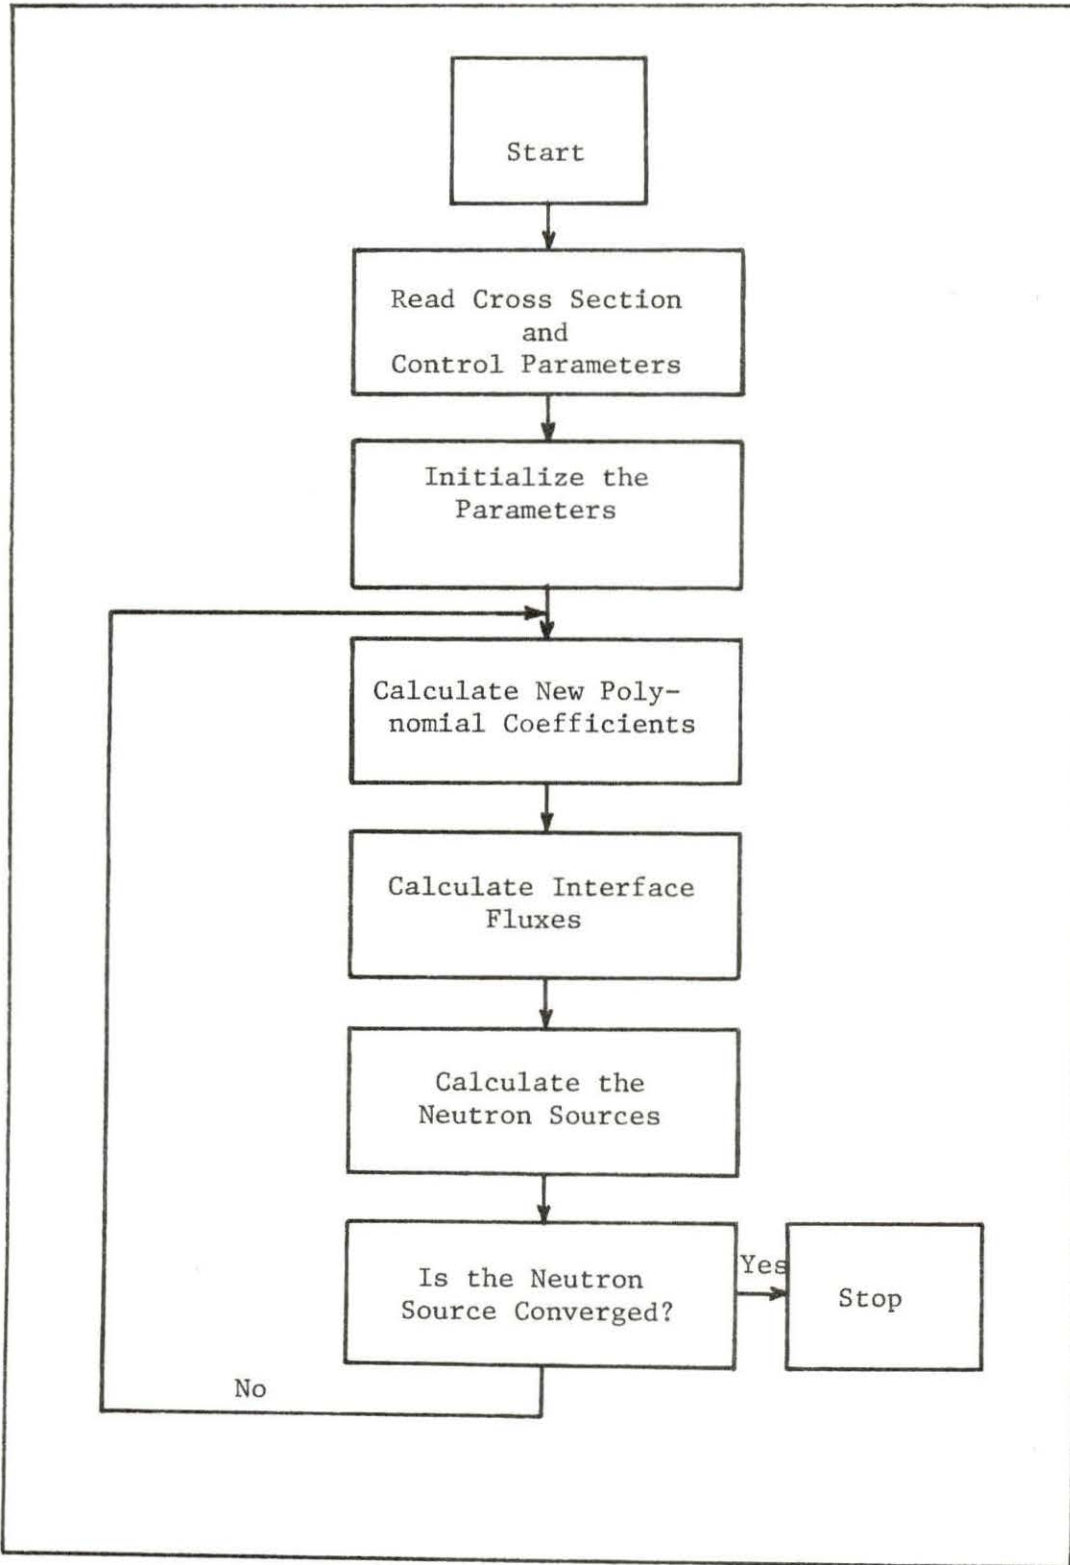 Start
Read Cross Section
and
Control Parameters
Initialize the
Parameters
Calculate New Poly-
nomial Coefficients
Calculate Interface
Fluxes
Calculate the
Neutron Sources
Is the Neutron
Source Converged?
Yes
Stop
No